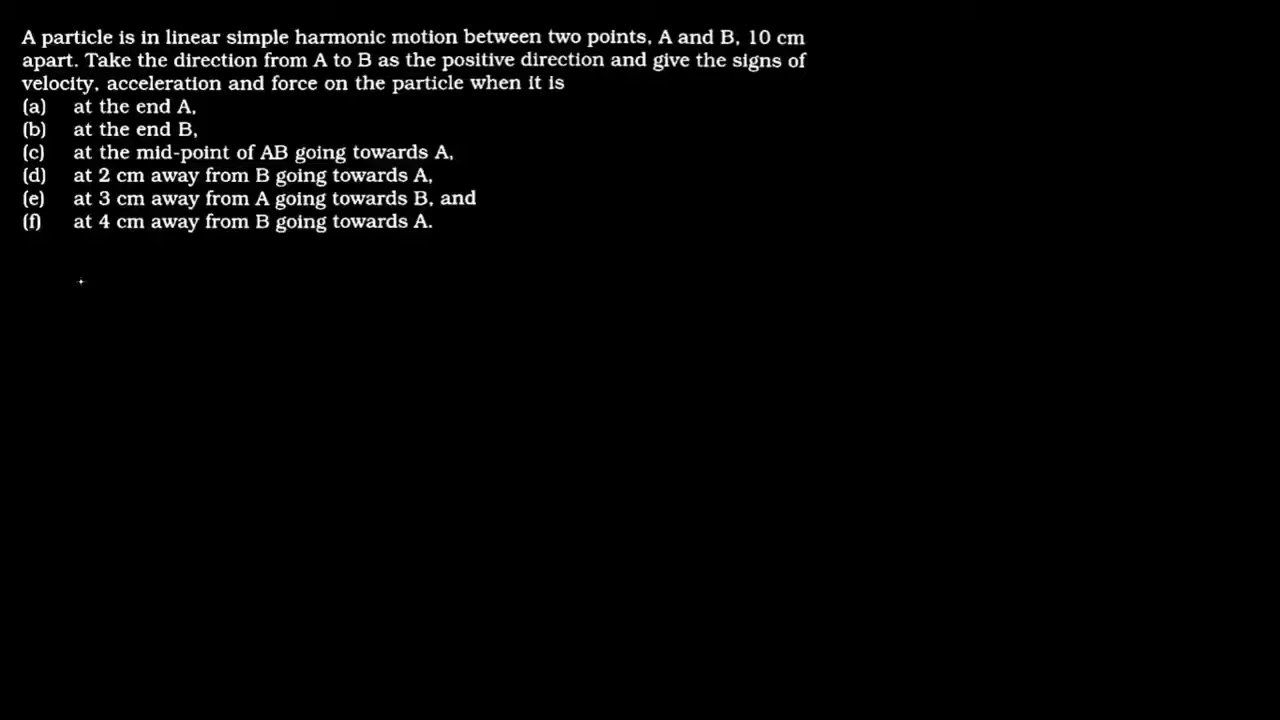 A particle is in linear simple harmonic motion between two points, A and B, 10 cm
apart. Take the direction from A to B as the positive direction and give the signs of
velocity, acceleration and force on the particle when it is
(a) at the end A,
(b) at the end B,
(c) at the mid-point of AB going towards A,
(d) at 2 cm away from B going towards A,
(e) at 3 cm away from A going towards B, and
(f) at 4 cm away from B going towards A.